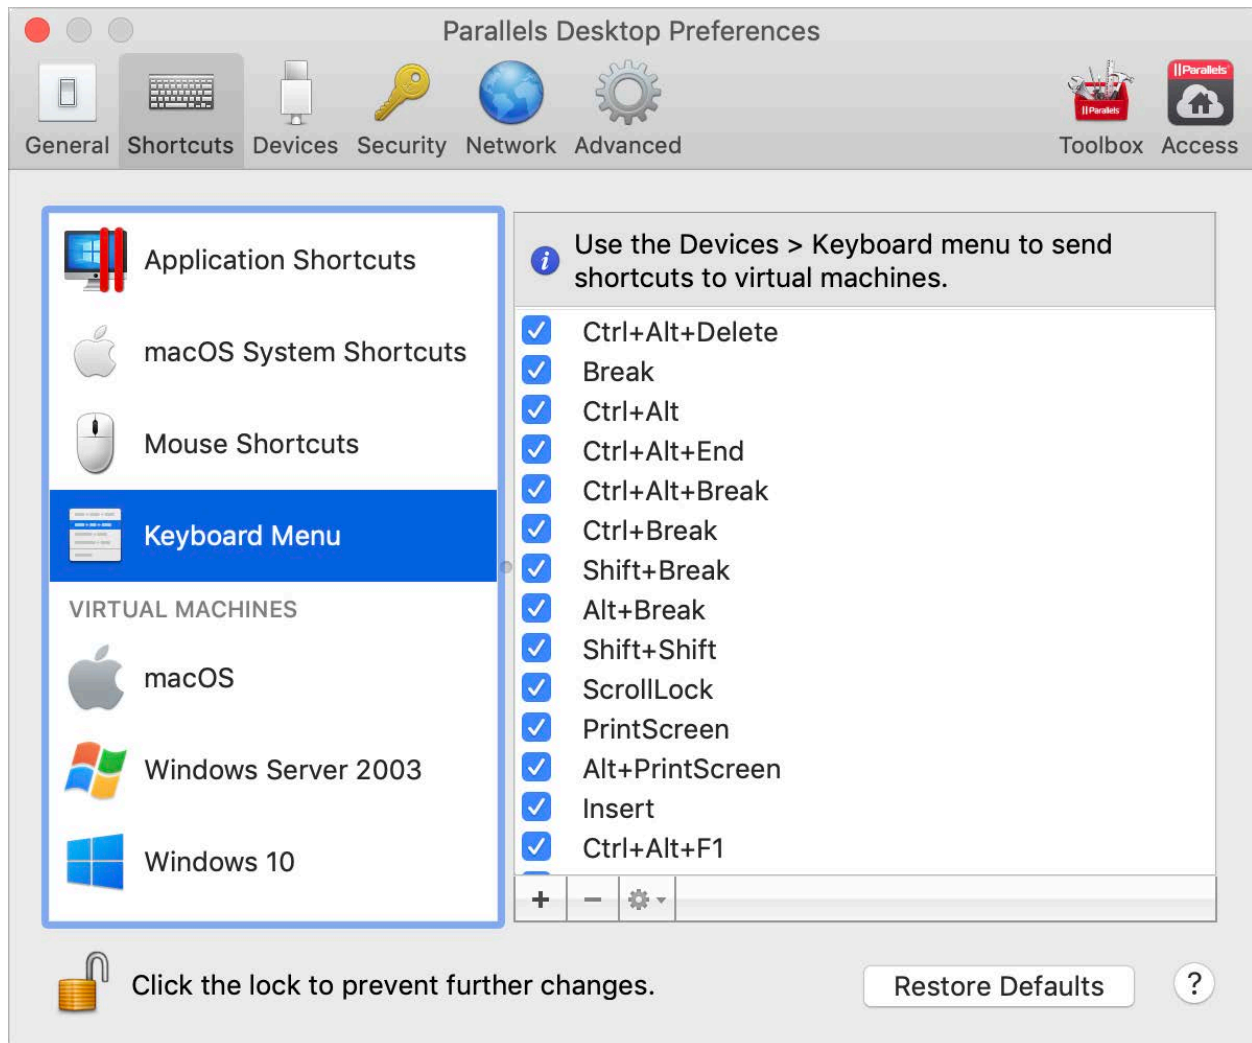 Parallels Desktop Preferences
|| Parallels
|| Parallels
General Shortcuts Devices Security Network Advanced Toolbox Access
Application Shortcuts
macOS System Shortcuts
Mouse Shortcuts
Keyboard Menu
VIRTUAL MACHINES
macOS
Windows Server 2003
Windows 10
Use the Devices > Keyboard menu to send
shortcuts to virtual machines.
Ctrl+Alt+Delete
Break
Ctrl+Alt
Ctrl+Alt+End
Ctrl+Alt+Break
Ctrl+Break
Shift+Break
Alt+Break
Shift+Shift
ScrollLock
PrintScreen
Alt+PrintScreen
Insert
Ctrl+Alt+F1
Click the lock to prevent further changes.
Restore Defaults
?